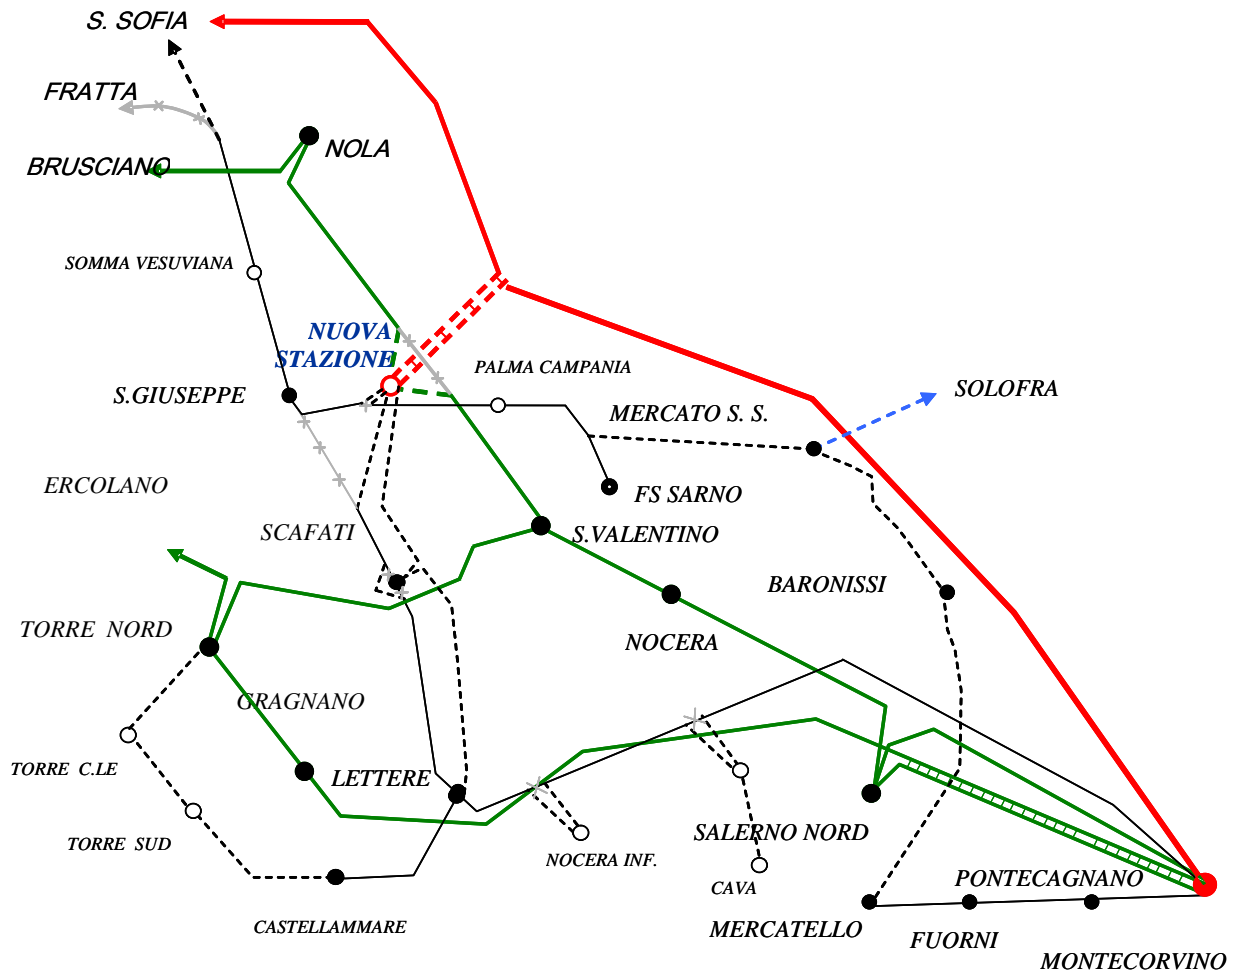 S. SOFIA
FRATTA
NOLA
BRUSCIANO
SOMMA VESUVIANA
NUOVA
STAZIONE
PALMA CAMPANIA
S.GIUSEPPE
SOLOFRA
MERCATO S. S.
ERCOLANO
FS SARNO
SCAFATI
S.VALENTINO
BARONISSI
TORRE NORD
NOCERA
GRAGNANO
TORRE C.LE
LETTERE
TORRE SUD
SALERNO NORD
NOCERA INF.
CAVA
PONTECAGNANO
CASTELLAMMARE
MERCATELLO
FUORNI
MONTECORVINO